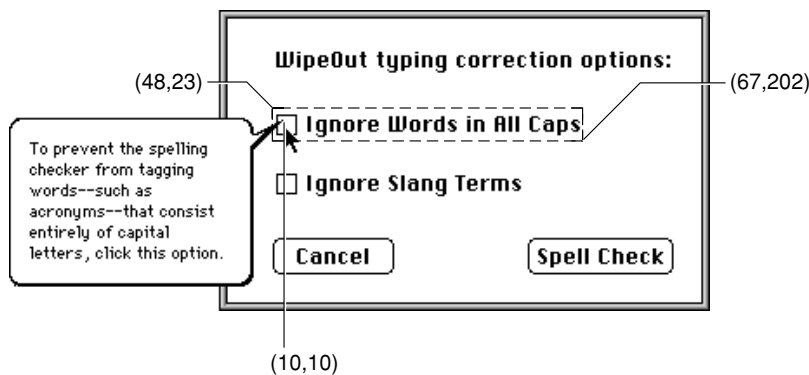 WipeOut typing correction options:
(48,23)
(67,202)
Ignore Words in All Caps
To prevent the spelling
checker from tagging
words--such as
acronyms--that consist
entirely of capital
letters, click this option.
Ignore Slang Terms
Cancel
Spell Check
(10,10)